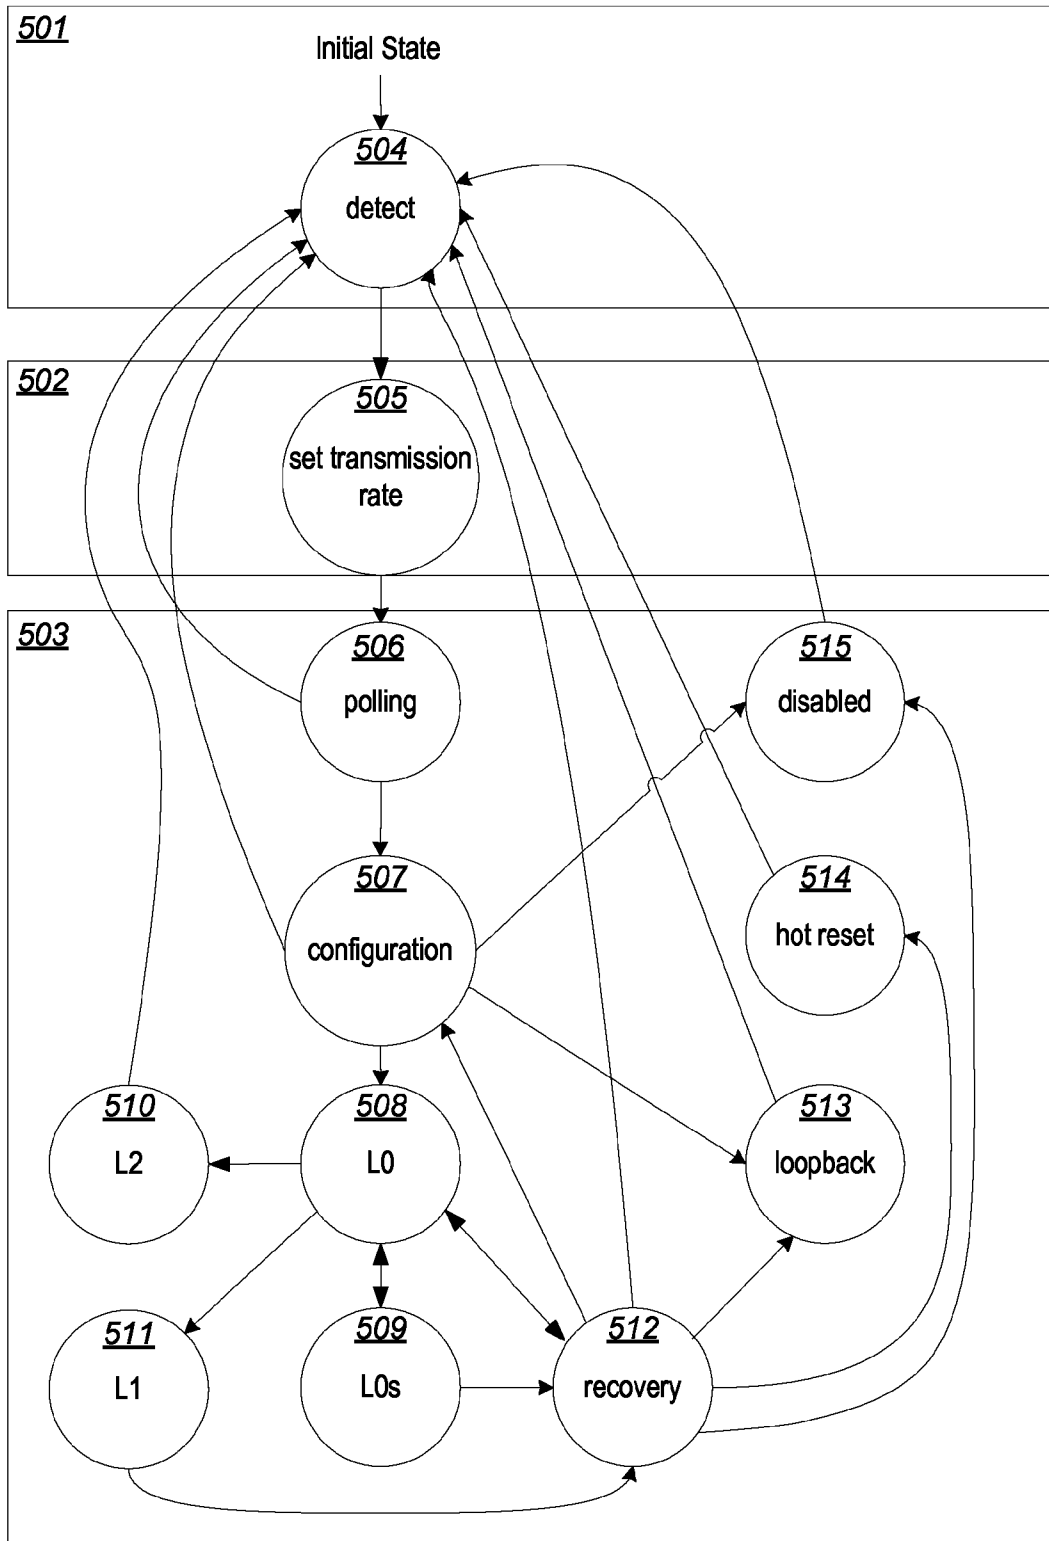 501
Initial State
504
detect
502
505
set transmission
rate
503
506
polling
515
disabled
507
configuration
514
hot reset
510
L2
508
L0
513
loopback
511
L1
509
L0s
512
recovery